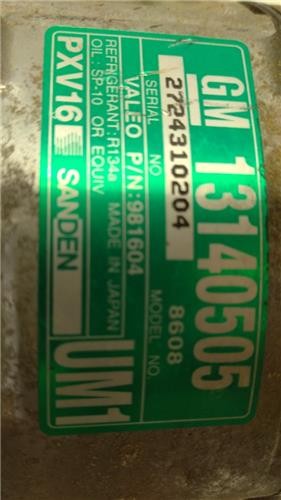 GM 13140505
SERIAL NO. MODEL NO.
2724310204 8608
VALEO P/N:981604
REFRIGERANT:R134a MADE IN JAPAN
OIL: SP-10 OR EQUIV
PXV16 SANDEN UM1